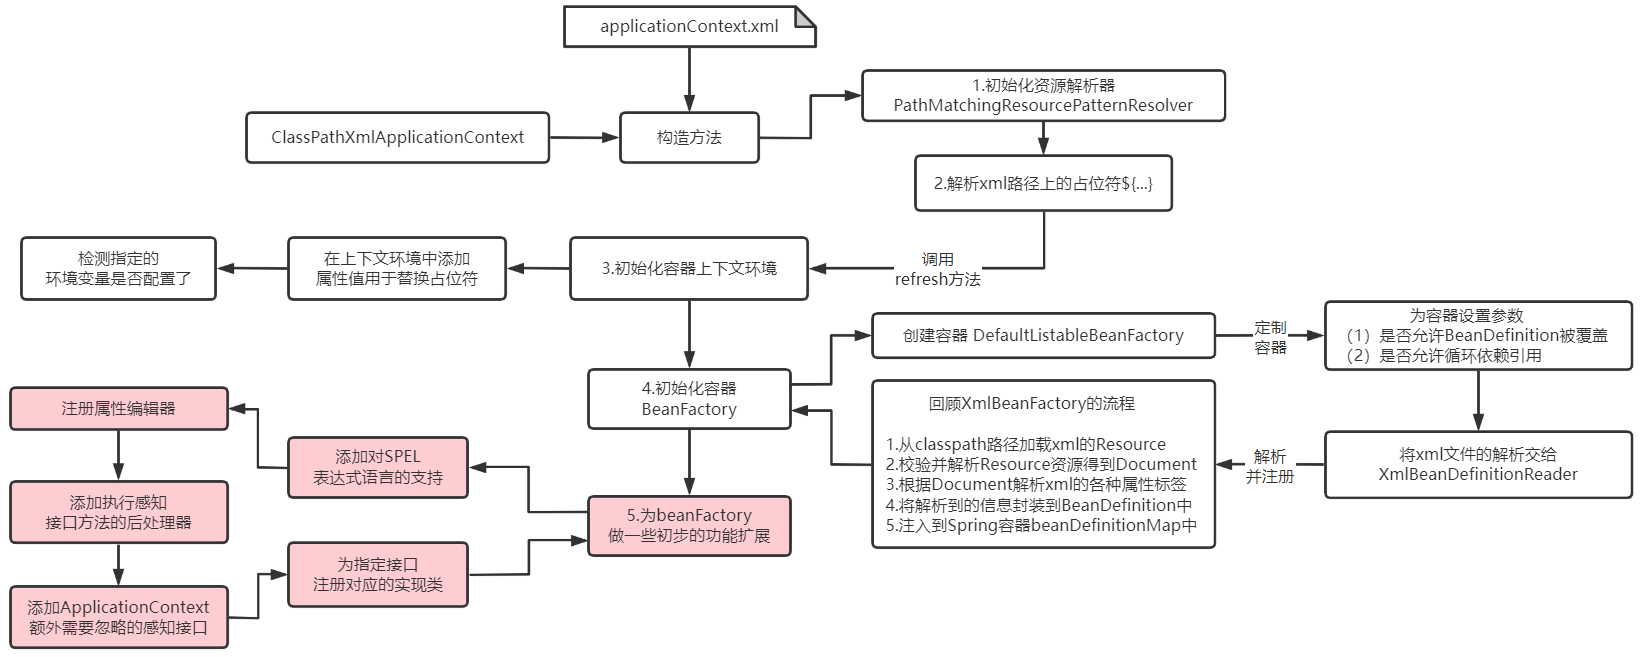 applicationContext.xml
ClassPathXmlApplicationContext
构造方法
1.初始化资源解析器
PathMatchingResourcePatternResolver
2.解析xml路径上的占位符${...}
调用
refresh方法
3.初始化容器上下文环境
在上下文环境中添加
属性值用于替换占位符
检测指定的
环境变量是否配置了
4.初始化容器
BeanFactory
创建容器 DefaultListableBeanFactory
定制
容器
为容器设置参数
（1）是否允许BeanDefinition被覆盖
（2）是否允许循环依赖引用
将xml文件的解析交给
XmlBeanDefinitionReader
解析
并注册
回顾XmlBeanFactory的流程
1.从classpath路径加载xml的Resource
2.校验并解析Resource资源得到Document
3.根据Document解析xml的各种属性标签
4.将解析到的信息封装到BeanDefinition中
5.注入到Spring容器beanDefinitionMap中
5.为beanFactory
做一些初步的功能扩展
添加对SPEL
表达式语言的支持
注册属性编辑器
添加执行感知
接口方法的后处理器
添加ApplicationContext
额外需要忽略的感知接口
为指定接口
注册对应的实现类